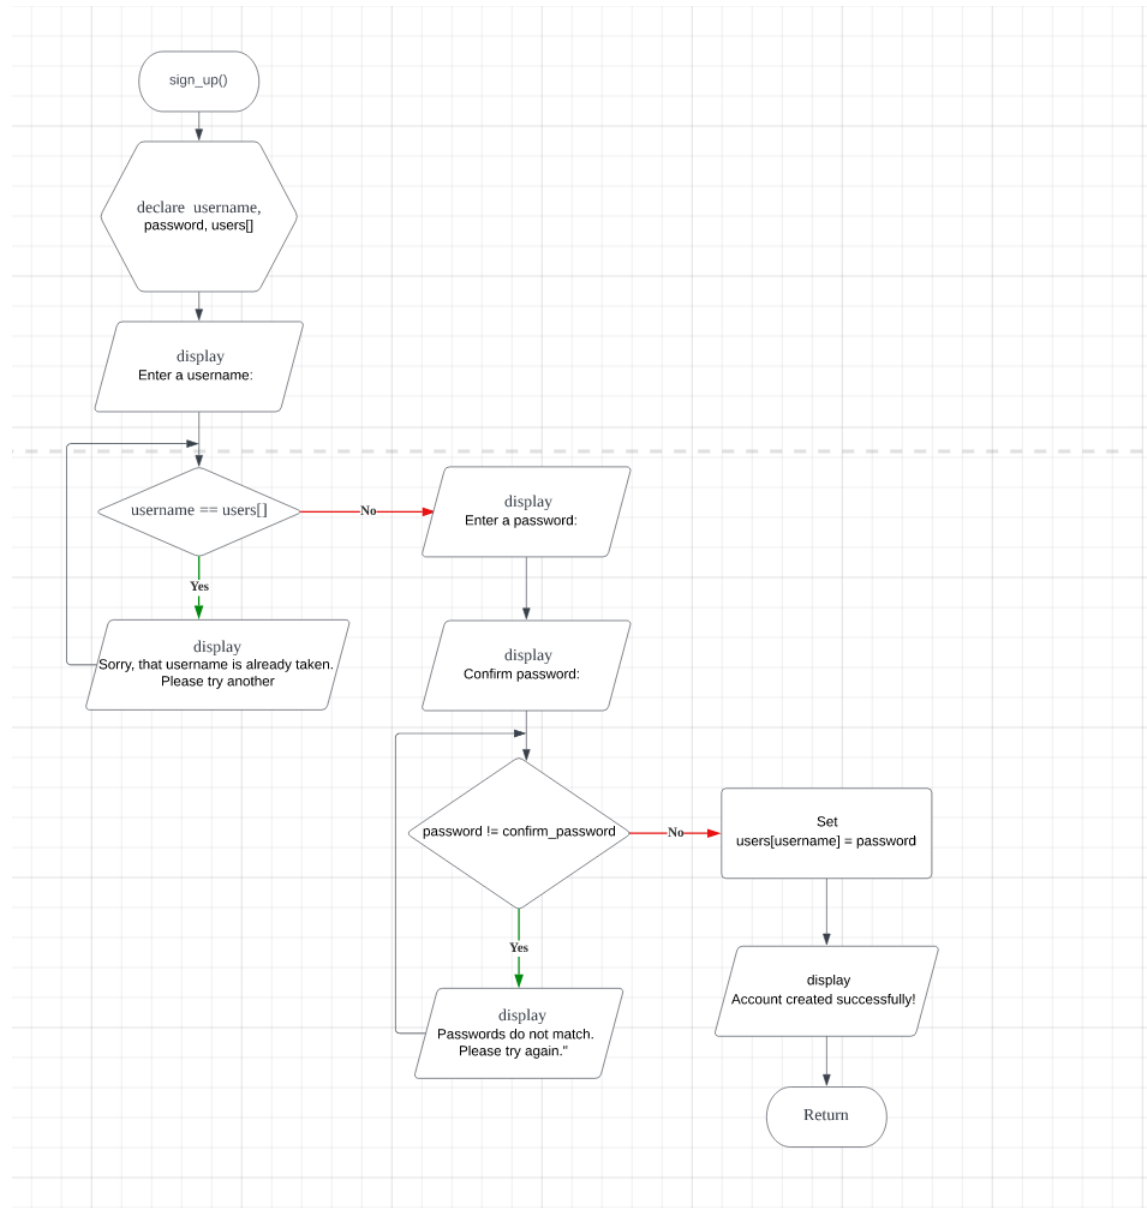 sign_up()
declare username,
password, users[]
display
Enter a username:
username == users[]
No
Yes
display
Sorry, that username is already taken.
Please try another
display
Enter a password:
display
Confirm password:
password != confirm_password
No
Yes
display
Passwords do not match.
Please try again."
Set
users[username] = password
display
Account created successfully!
Return